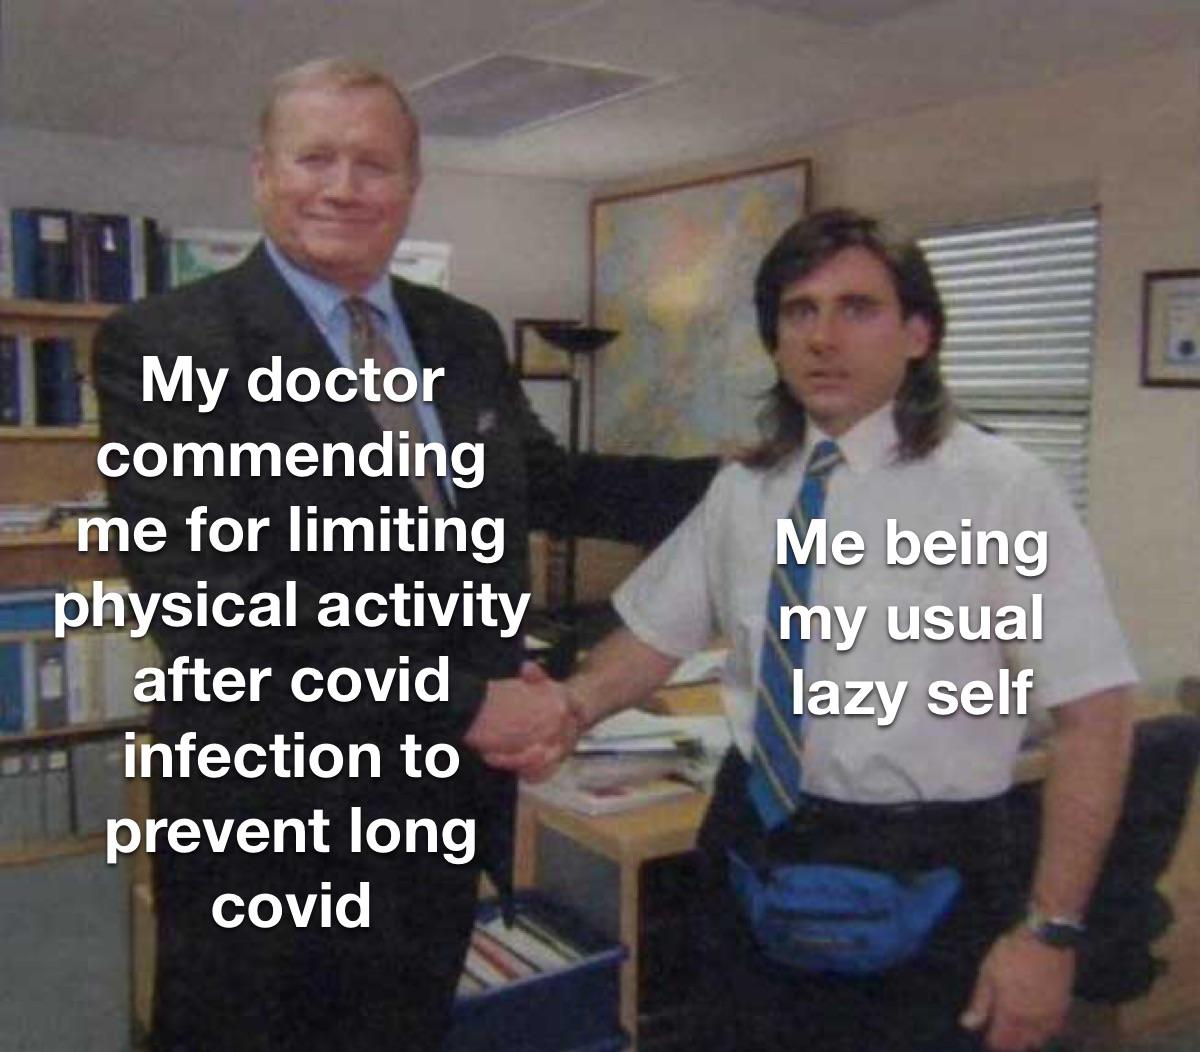 My doctor
commending
me for limiting
physical activity
after covid
infection to
prevent long
covid
Me being
my usual
lazy self